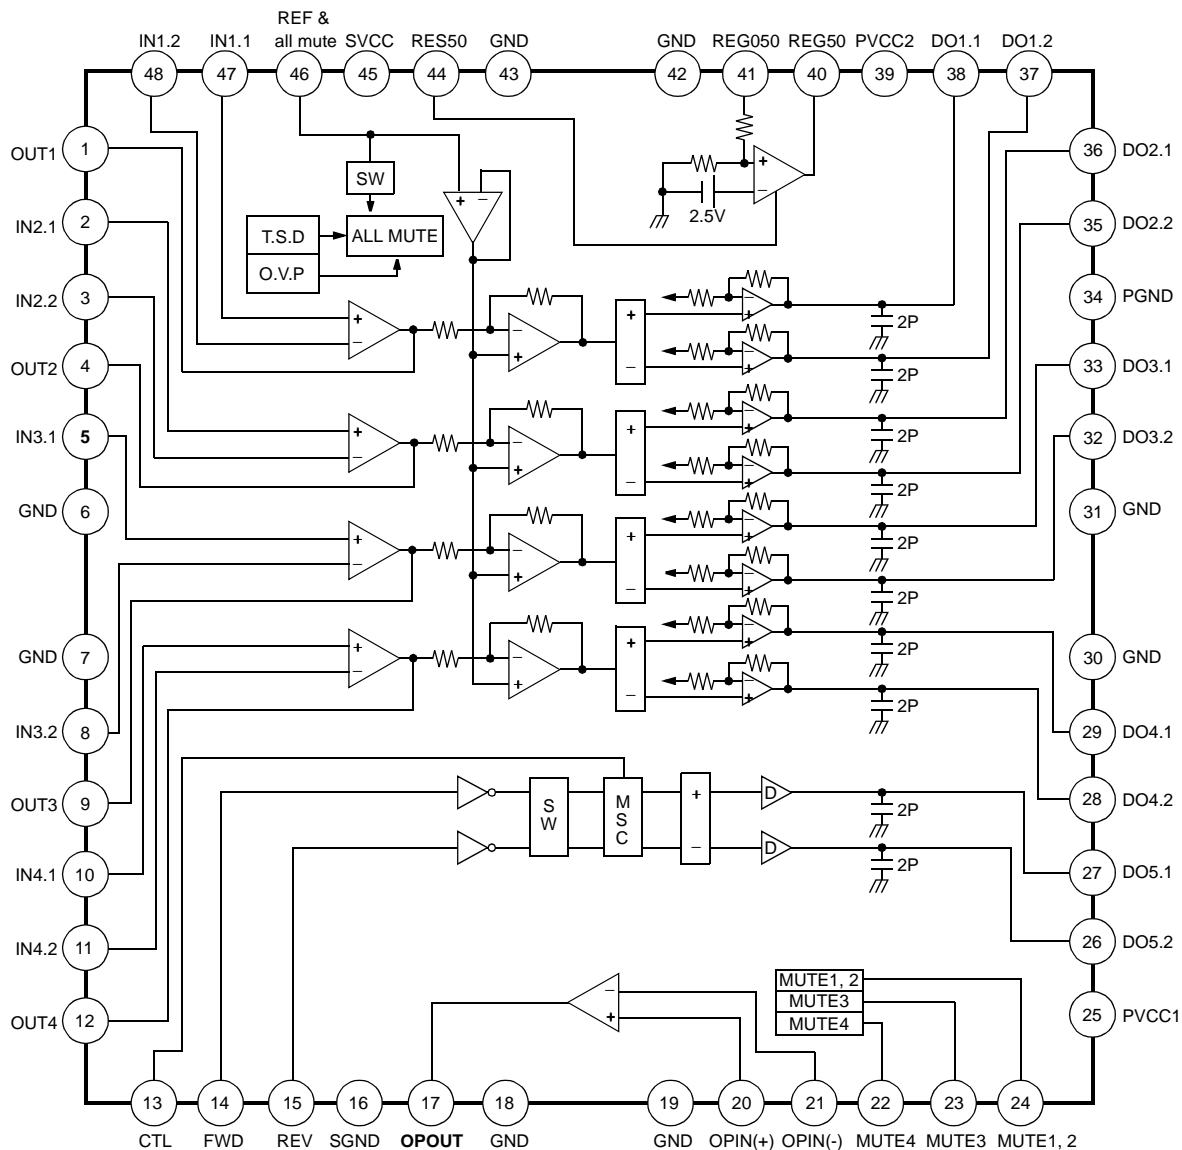 REF &
IN1.2 IN1.1 all mute SVCC RES50 GND GND REG050 REG50 PVCC2 DO1.1 DO1.2
48 47 46 45 44 43 42 41 40 39 38 37
OUT1 1
IN2.1 2
IN2.2 3
OUT2 4
IN3.1 5
GND 6
GND 7
IN3.2 8
OUT3 9
IN4.1 10
IN4.2 11
OUT4 12
SW
T.S.D
ALL MUTE
O.V.P
+ −
+
−
2.5V
+
−
−
+
+
−
−
+
−
+
2P
2P
+
−
−
+
+
−
−
+
−
+
2P
2P
+
−
−
+
+
−
−
+
−
+
2P
2P
+
−
−
+
+
−
−
+
−
+
2P
2P
SW
MSC
+
−
D
D
2P
2P
−
+
MUTE1, 2
MUTE3
MUTE4
36 DO2.1
35 DO2.2
34 PGND
33 DO3.1
32 DO3.2
31 GND
30 GND
29 DO4.1
28 DO4.2
27 DO5.1
26 DO5.2
25 PVCC1
13 14 15 16 17 18 19 20 21 22 23 24
CTL FWD REV SGND OPOUT GND GND OPIN(+) OPIN(-) MUTE4 MUTE3 MUTE1, 2